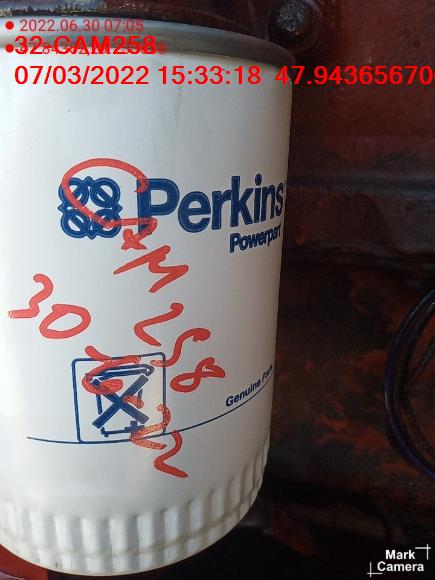 2022.06.30 07:05
32-CAM258
07/03/2022 15:33:18 47.94365670
Perkins
Powerpart
CAM 258
30
Genuine Parts
Mark
Camera